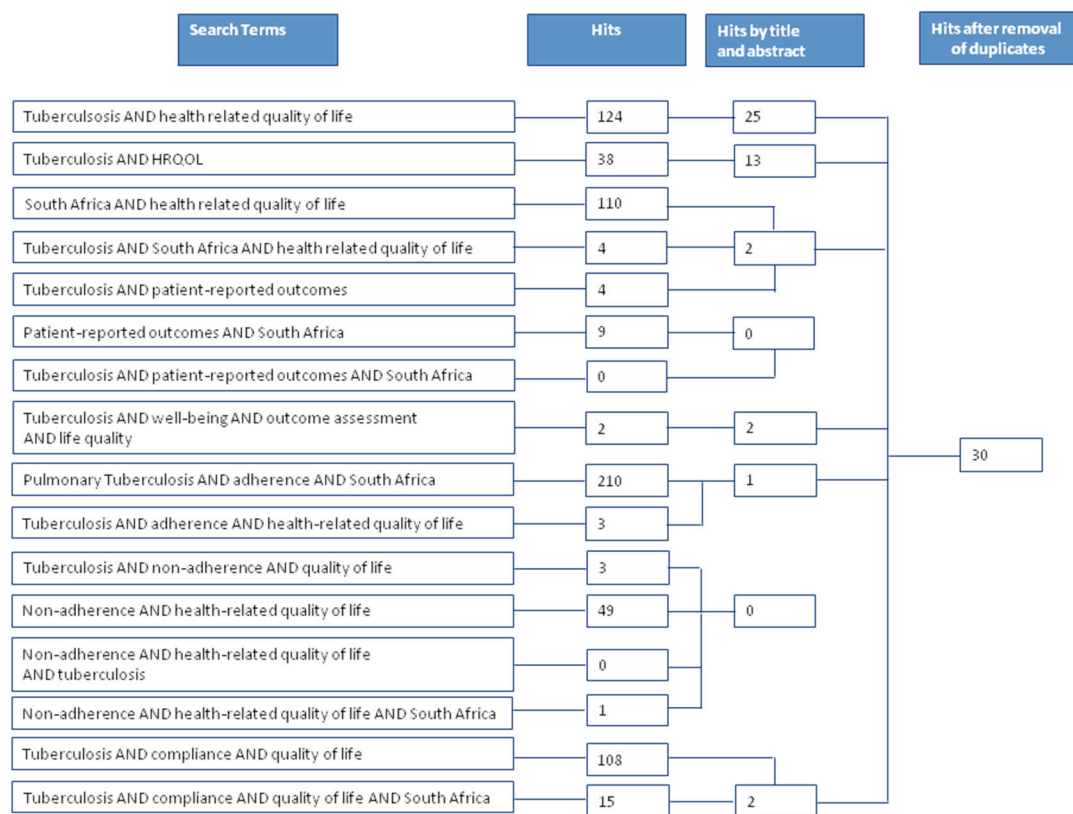 Search Terms
Hits
Hits by title
and abstract
Hits after removal
of duplicates
Tuberculsosis AND health related quality of life
124
25
Tuberculosis AND HRQOL
38
13
South Africa AND health related quality of life
110
Tuberculosis AND South Africa AND health related quality of life
4
2
Tuberculosis AND patient-reported outcomes
4
Patient-reported outcomes AND South Africa
9
0
Tuberculosis AND patient-reported outcomes AND South Africa
0
Tuberculosis AND well-being AND outcome assessment
AND life quality
2
2
30
Pulmonary Tuberculosis AND adherence AND South Africa
210
1
Tuberculosis AND adherence AND health-related quality of life
3
Tuberculosis AND non-adherence AND quality of life
3
Non-adherence AND health-related quality of life
49
0
Non-adherence AND health-related quality of life
AND tuberculosis
0
Non-adherence AND health-related quality of life AND South Africa
1
Tuberculosis AND compliance AND quality of life
108
Tuberculosis AND compliance AND quality of life AND South Africa
15
2